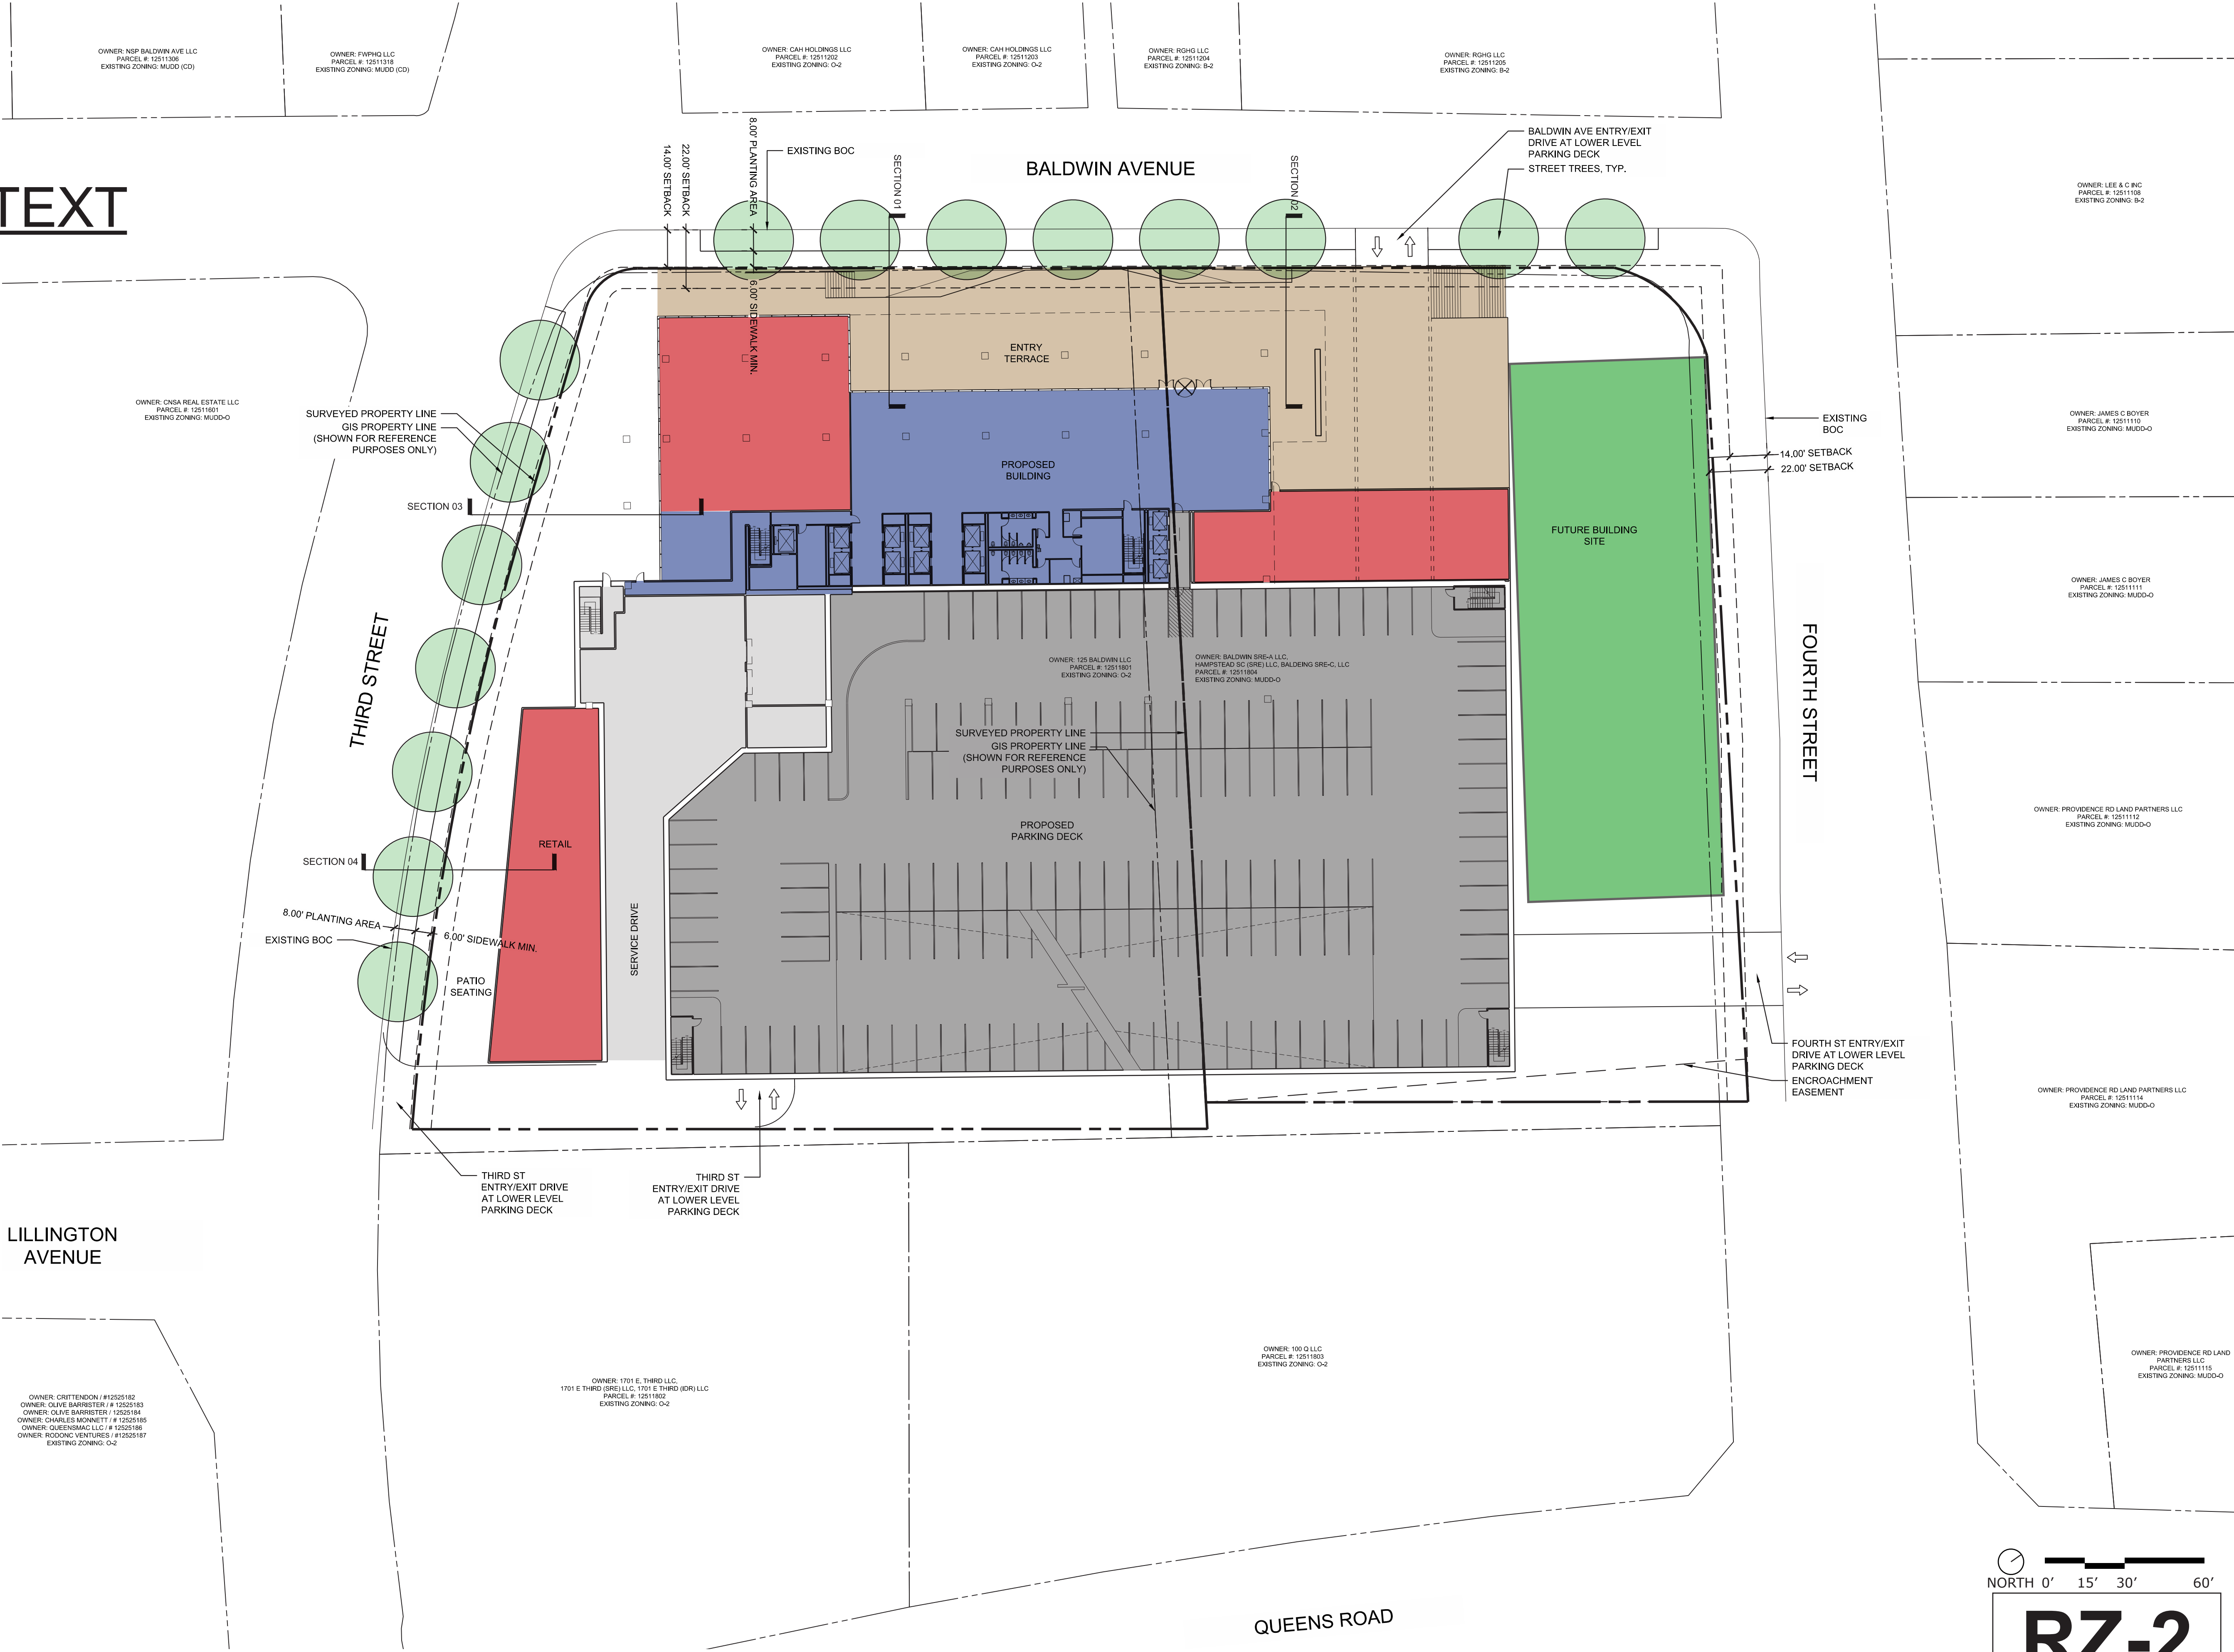 OWNER: NSP BALDWIN AVE LLC
PARCEL #: 12511306
EXISTING ZONING: MUDD (CD)
OWNER: FWPHQ LLC
PARCEL #: 12511318
EXISTING ZONING: MUDD (CD)
OWNER: CAH HOLDINGS LLC
PARCEL #: 12511202
EXISTING ZONING: O-2
OWNER: CAH HOLDINGS LLC
PARCEL #: 12511203
EXISTING ZONING: O-2
OWNER: RGHG LLC
PARCEL #: 12511204
EXISTING ZONING: B-2
OWNER: RGHG LLC
PARCEL #: 12511205
EXISTING ZONING: B-2
TEXT
14.00' SETBACK
22.00' SETBACK
8.00' PLANTING AREA
6.00' SIDEWALK MIN.
EXISTING BOC
SECTION 01
BALDWIN AVENUE
SECTION 02
BALDWIN AVE ENTRY/EXIT
DRIVE AT LOWER LEVEL
PARKING DECK
STREET TREES, TYP.
OWNER: LEE & C INC
PARCEL #: 12511108
EXISTING ZONING: B-2
ENTRY
TERRACE
OWNER: CNSA REAL ESTATE LLC
PARCEL #: 12511601
EXISTING ZONING: MUDD-O
SURVEYED PROPERTY LINE
GIS PROPERTY LINE
(SHOWN FOR REFERENCE
PURPOSES ONLY)
EXISTING
BOC
OWNER: JAMES C BOYER
PARCEL #: 12511110
EXISTING ZONING: MUDD-O
14.00' SETBACK
22.00' SETBACK
PROPOSED
BUILDING
SECTION 03
FUTURE BUILDING
SITE
OWNER: JAMES C BOYER
PARCEL #: 12511111
EXISTING ZONING: MUDD-O
THIRD STREET
FOURTH STREET
OWNER: 125 BALDWIN LLC
PARCEL #: 12511801
EXISTING ZONING: O-2
OWNER: BALDWIN SRE-A LLC,
HAMPSTEAD SC (SRE) LLC, BALDEING SRE-C, LLC
PARCEL #: 12511804
EXISTING ZONING: MUDD-O
SURVEYED PROPERTY LINE
GIS PROPERTY LINE
(SHOWN FOR REFERENCE
PURPOSES ONLY)
OWNER: PROVIDENCE RD LAND PARTNERS LLC
PARCEL #: 12511112
EXISTING ZONING: MUDD-O
PROPOSED
PARKING DECK
RETAIL
SECTION 04
8.00' PLANTING AREA
6.00' SIDEWALK MIN.
EXISTING BOC
SERVICE DRIVE
PATIO
SEATING
FOURTH ST ENTRY/EXIT
DRIVE AT LOWER LEVEL
PARKING DECK
ENCROACHMENT
EASEMENT
OWNER: PROVIDENCE RD LAND PARTNERS LLC
PARCEL #: 12511114
EXISTING ZONING: MUDD-O
THIRD ST
ENTRY/EXIT DRIVE
AT LOWER LEVEL
PARKING DECK
THIRD ST
ENTRY/EXIT DRIVE
AT LOWER LEVEL
PARKING DECK
LILLINGTON
AVENUE
OWNER: 100 Q LLC
PARCEL #: 12511803
EXISTING ZONING: O-2
OWNER: PROVIDENCE RD LAND
PARTNERS LLC
PARCEL #: 12511115
EXISTING ZONING: MUDD-O
OWNER: 1701 E, THIRD LLC,
1701 E THIRD (SRE) LLC, 1701 E THIRD (IDR) LLC
PARCEL #: 12511802
EXISTING ZONING: O-2
OWNER: CRITTENDON / #12525182
OWNER: OLIVE BARRISTER / # 12525183
OWNER: OLIVE BARRISTER / 12525184
OWNER: CHARLES MONNETT / # 12525185
OWNER: QUEENSMAC LLC / # 12525186
OWNER: RODONC VENTURES / #12525187
EXISTING ZONING: O-2
NORTH 0' 15' 30' 60'
QUEENS ROAD
RZ-2